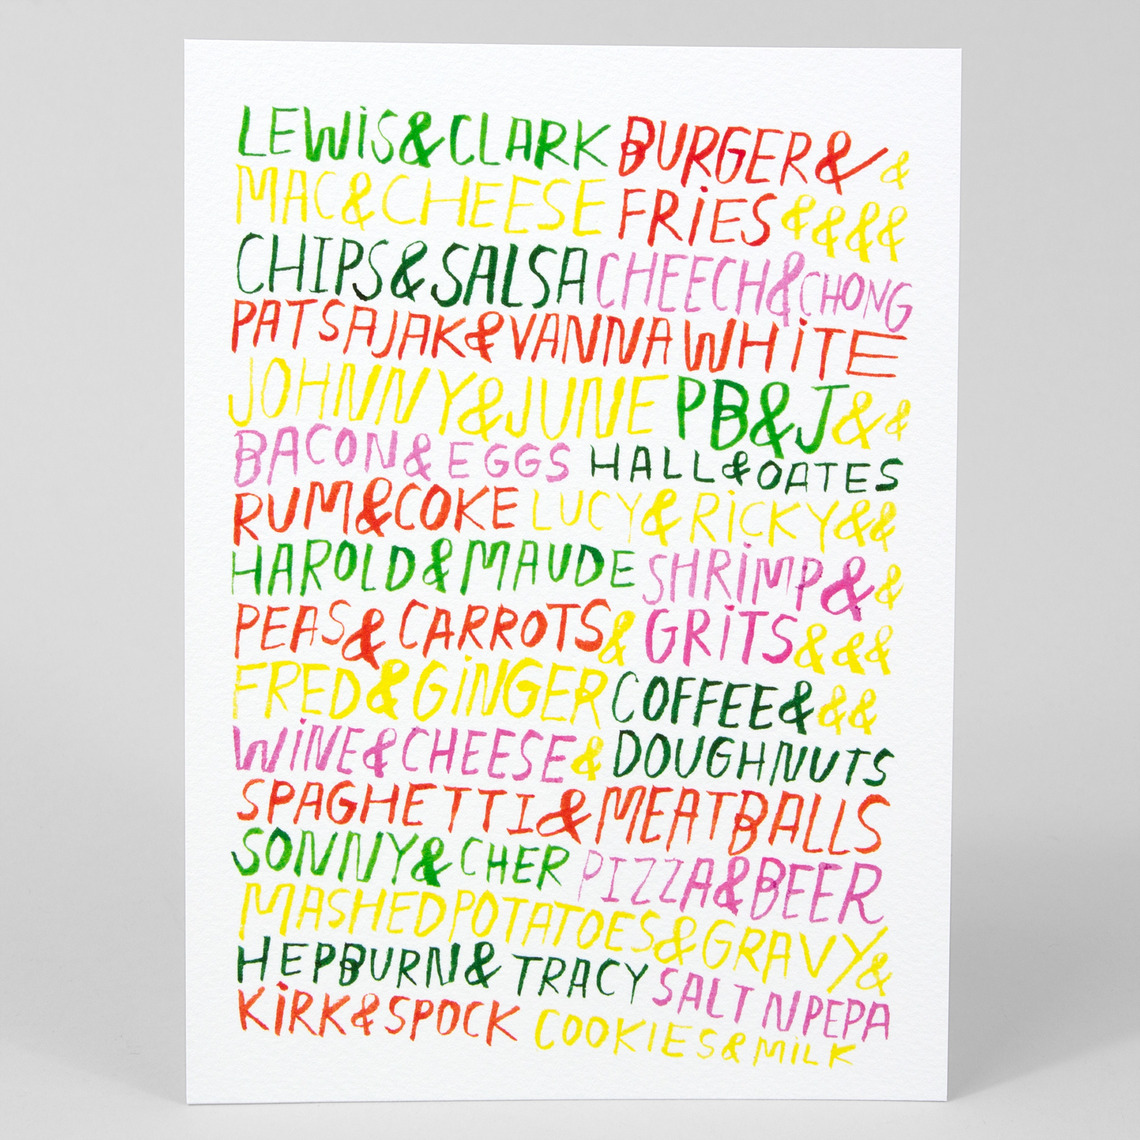 LEWiS&CLARK BURGER& &
MAC&CHEESE FRiES &&&&
CHIPS&SALSA CHEECH&CHONG
PAT SAJAK&VANNA WHiTE
JOHNNY&JUNE PB&J &&
BACON& EGGS HALL&OATES
RUM&COKE LUCY& RiCKY &&
HAROLD&MAUDE SHRiMP& &
PEAS& CARROTS & GRiTS &&&
FRED&GiNGER COFFEE& &&
WiNE&CHEESE & DOUGHNUTS
SPAGHETTI&MEATBALLS
SONNY& CHER PIZZA&BEER
MASHED POTATOES&GRAVY &
HEPBURN& TRACY SALT N PEPA
KiRK&SPOCK COOKIES&MiLK